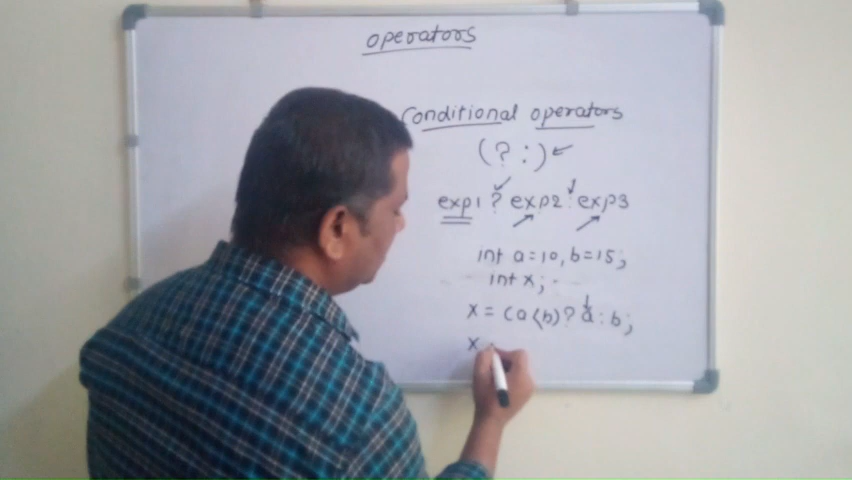 operators
Conditional operators
(? :)
exp1 ? exp2 : exp3
int a=10, b=15;
int x;
x = (a<b) ? a : b;
x